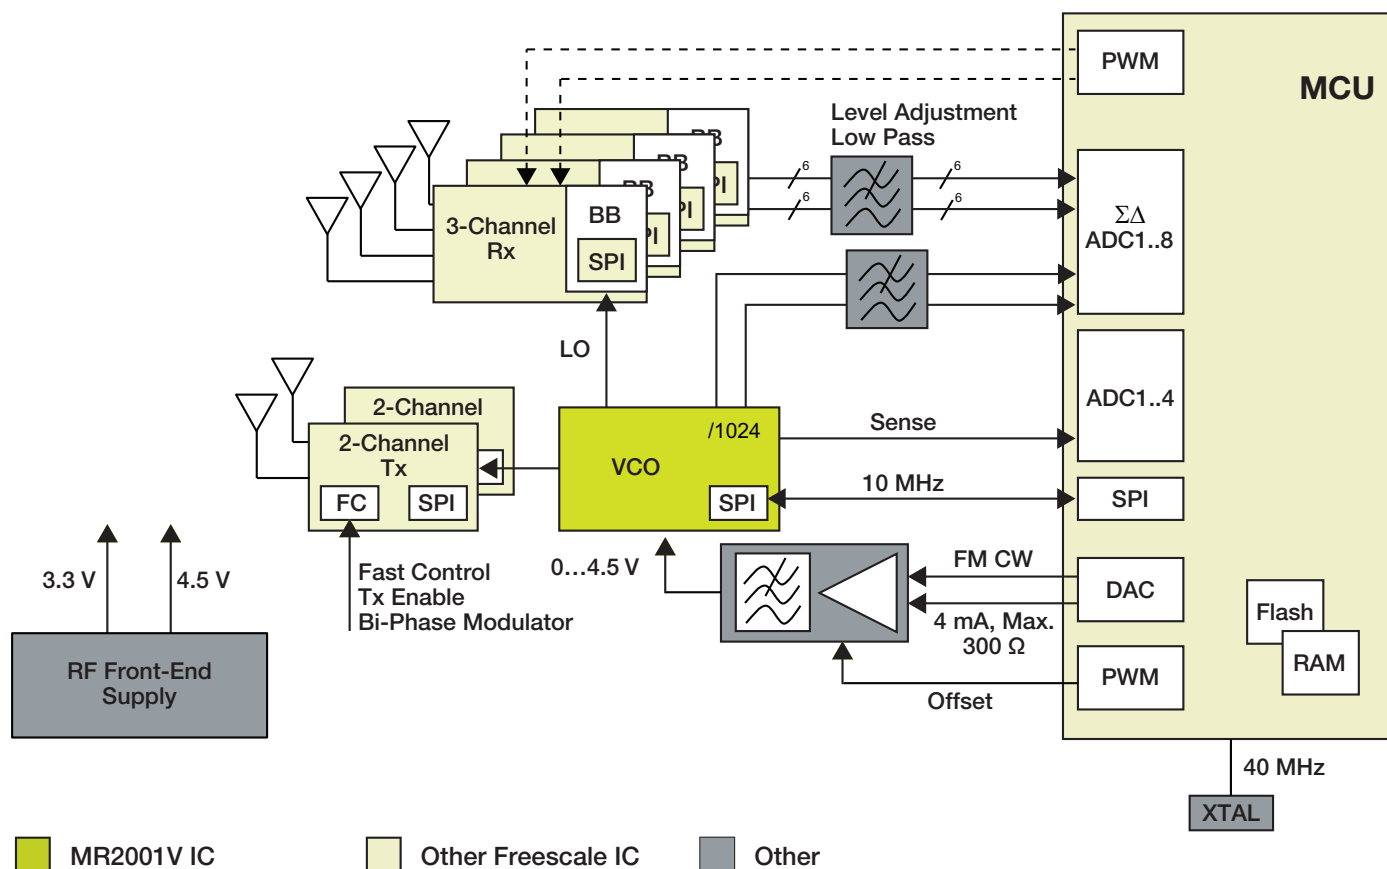 PWM
MCU
Level Adjustment
Low Pass
BB
BB
BB
BB
6
6
6
6
PI
PI
PI
SPI
3-Channel
Rx
ΣΔ
ADC1..8
LO
2-Channel
2-Channel
Tx
FC
SPI
/1024
VCO
SPI
Sense
ADC1..4
10 MHz
SPI
0...4.5 V
FM CW
DAC
4 mA, Max.
300 Ω
Flash
RAM
PWM
Offset
3.3 V
4.5 V
Fast Control
Tx Enable
Bi-Phase Modulator
RF Front-End
Supply
40 MHz
XTAL
MR2001V IC
Other Freescale IC
Other